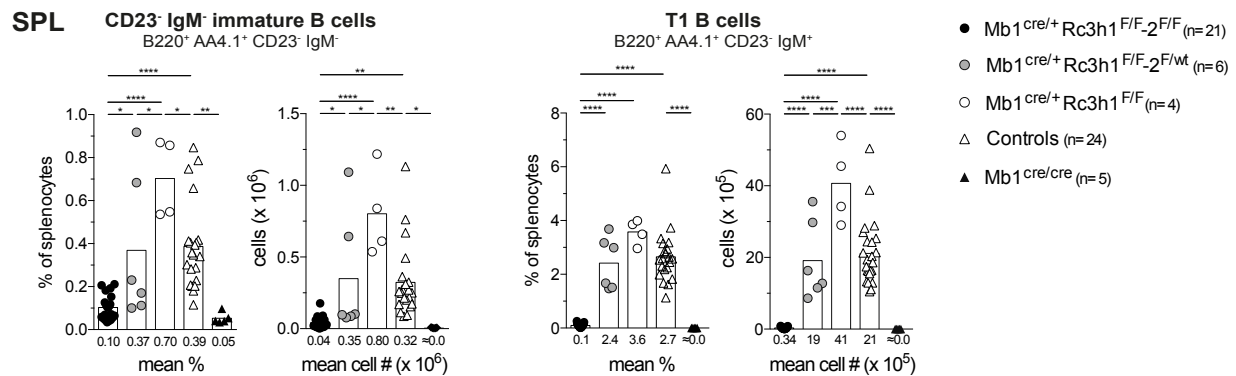 SPL
CD23⁻ IgM⁻ immature B cells
B220⁺ AA4.1⁺ CD23⁻ IgM⁻
T1 B cells
B220⁺ AA4.1⁺ CD23⁻ IgM⁺
% of splenocytes
1.0
0.8
0.6
0.4
0.2
0.0
**** 
****
* * * **
0.10 0.37 0.70 0.39 0.05
mean %
cells (x 10⁶)
1.5
1.0
0.5
0.0
**
****
* * ** *
0.04 0.35 0.80 0.32 ≈0.0
mean cell # (x 10⁶)
% of splenocytes
8
6
4
2
0
****
****
**** ****
0.1 2.4 3.6 2.7 ≈0.0
mean %
cells (x 10⁵)
60
40
20
0
****
****
**** *** **** ****
0.34 19 41 21 ≈0.0
mean cell # (x 10⁵)
Mb1ᶜʳᵉ/⁺ Rc3h1ꟳ/ꟳ-2ꟳ/ꟳ (n=21)
Mb1ᶜʳᵉ/⁺ Rc3h1ꟳ/ꟳ-2ꟳ/ʷᵗ (n=6)
Mb1ᶜʳᵉ/⁺ Rc3h1ꟳ/ꟳ (n=4)
Controls (n=24)
Mb1ᶜʳᵉ/ᶜʳᵉ (n=5)